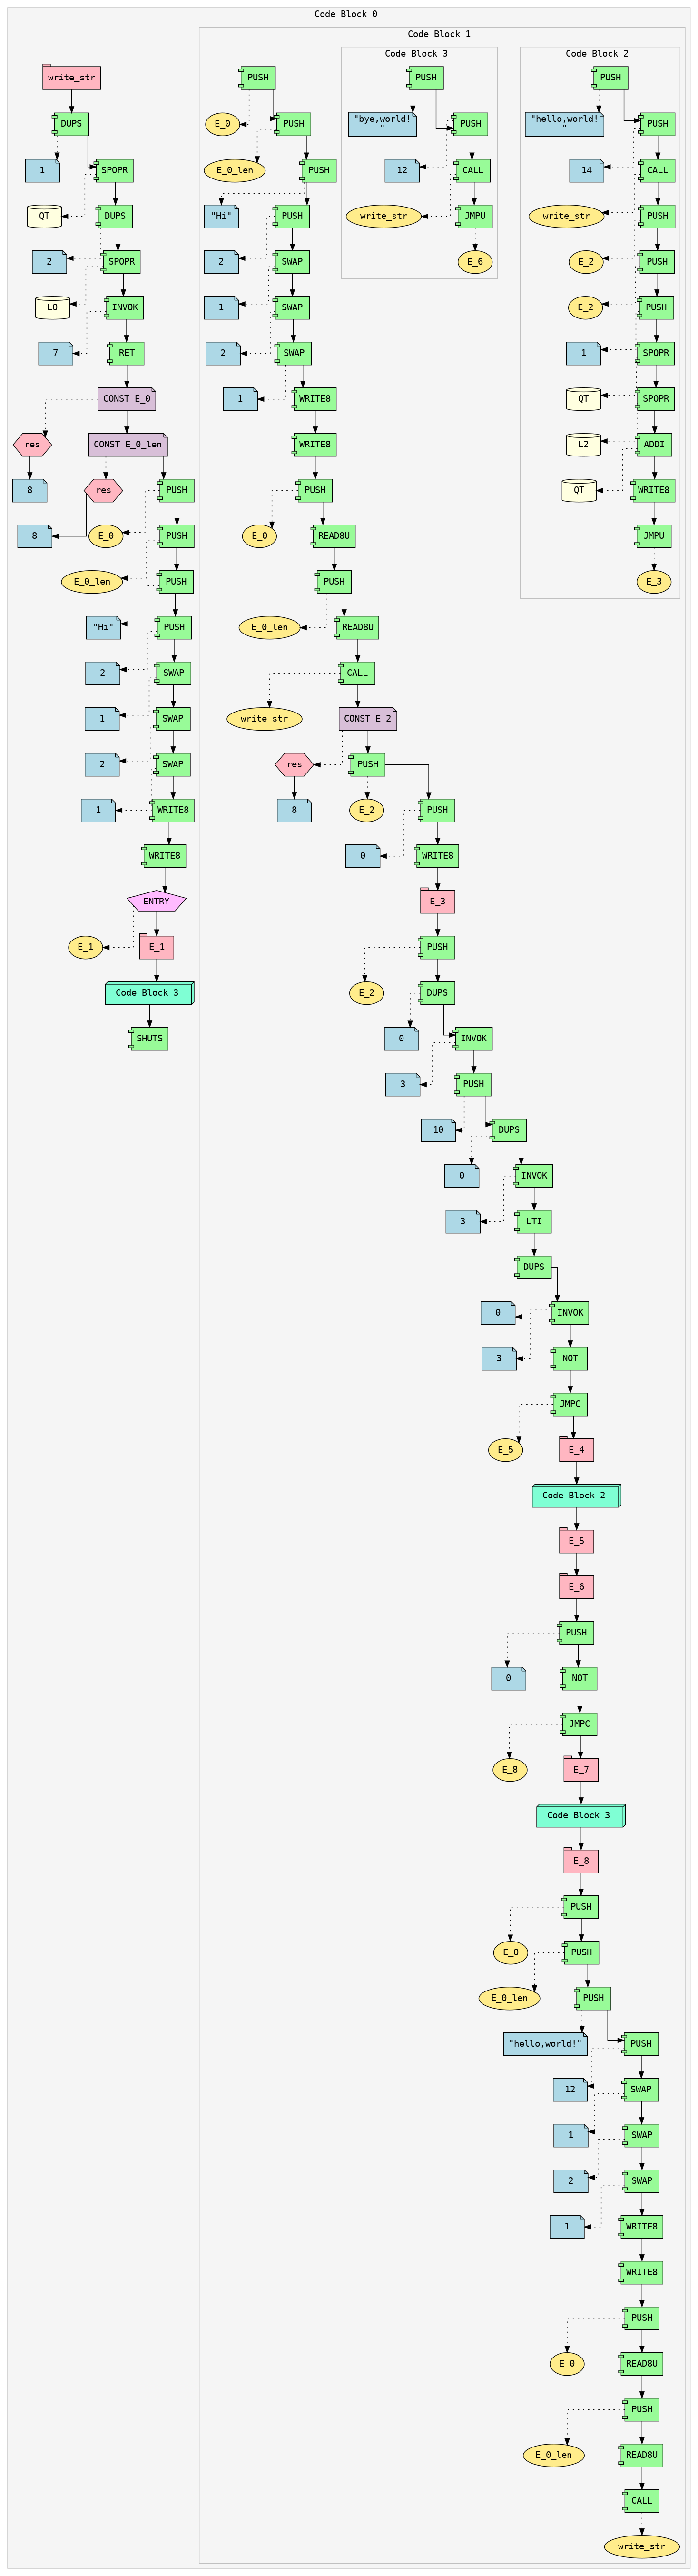 Code Block 0
write_str
DUPS
1
SPOPR
QT
DUPS
2
SPOPR
L0
INVOK
7
RET
CONST E_0
res
CONST E_0_len
8
res
PUSH
8
E_0
PUSH
E_0_len
PUSH
"Hi"
PUSH
2
SWAP
1
SWAP
2
SWAP
1
WRITE8
WRITE8
ENTRY
E_1
E_1
Code Block 3
SHUTS
Code Block 1
PUSH
E_0
PUSH
E_0_len
PUSH
"Hi"
PUSH
2
SWAP
1
SWAP
2
SWAP
1
WRITE8
WRITE8
PUSH
E_0
READ8U
PUSH
E_0_len
READ8U
CALL
write_str
CONST E_2
res
PUSH
8
E_2
PUSH
0
WRITE8
E_3
PUSH
E_2
DUPS
0
INVOK
3
PUSH
10
DUPS
0
INVOK
3
LTI
DUPS
0
INVOK
3
NOT
JMPC
E_5
E_4
Code Block 2
E_5
E_6
PUSH
0
NOT
JMPC
E_8
E_7
Code Block 3
E_8
PUSH
E_0
PUSH
E_0_len
PUSH
"hello,world!"
PUSH
12
SWAP
1
SWAP
2
SWAP
1
WRITE8
WRITE8
PUSH
E_0
READ8U
PUSH
E_0_len
READ8U
CALL
write_str
Code Block 3
PUSH
"bye,world!
"
PUSH
12
CALL
write_str
JMPU
E_6
Code Block 2
PUSH
"hello,world!
"
PUSH
14
CALL
write_str
PUSH
E_2
PUSH
E_2
PUSH
1
SPOPR
QT
SPOPR
L2
ADDI
QT
WRITE8
JMPU
E_3